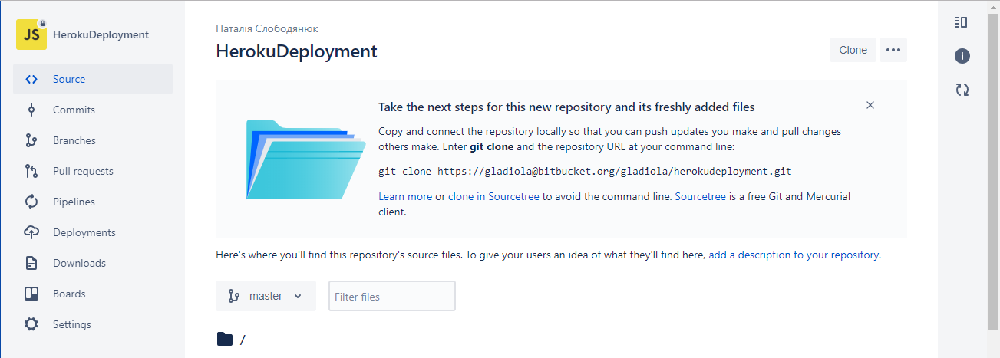 JS
HerokuDeployment
Source
Commits
Branches
Pull requests
Pipelines
Deployments
Downloads
Boards
Settings
Наталія Слободянюк
HerokuDeployment
Clone
Take the next steps for this new repository and its freshly added files
Copy and connect the repository locally so that you can push updates you make and pull changes
others make. Enter git clone and the repository URL at your command line:
git clone https://gladiola@bitbucket.org/gladiola/herokudeployment.git
Learn more or clone in Sourcetree to avoid the command line. Sourcetree is a free Git and Mercurial
client.
Here's where you'll find this repository's source files. To give your users an idea of what they'll find here, add a description to your repository.
master
Filter files
/